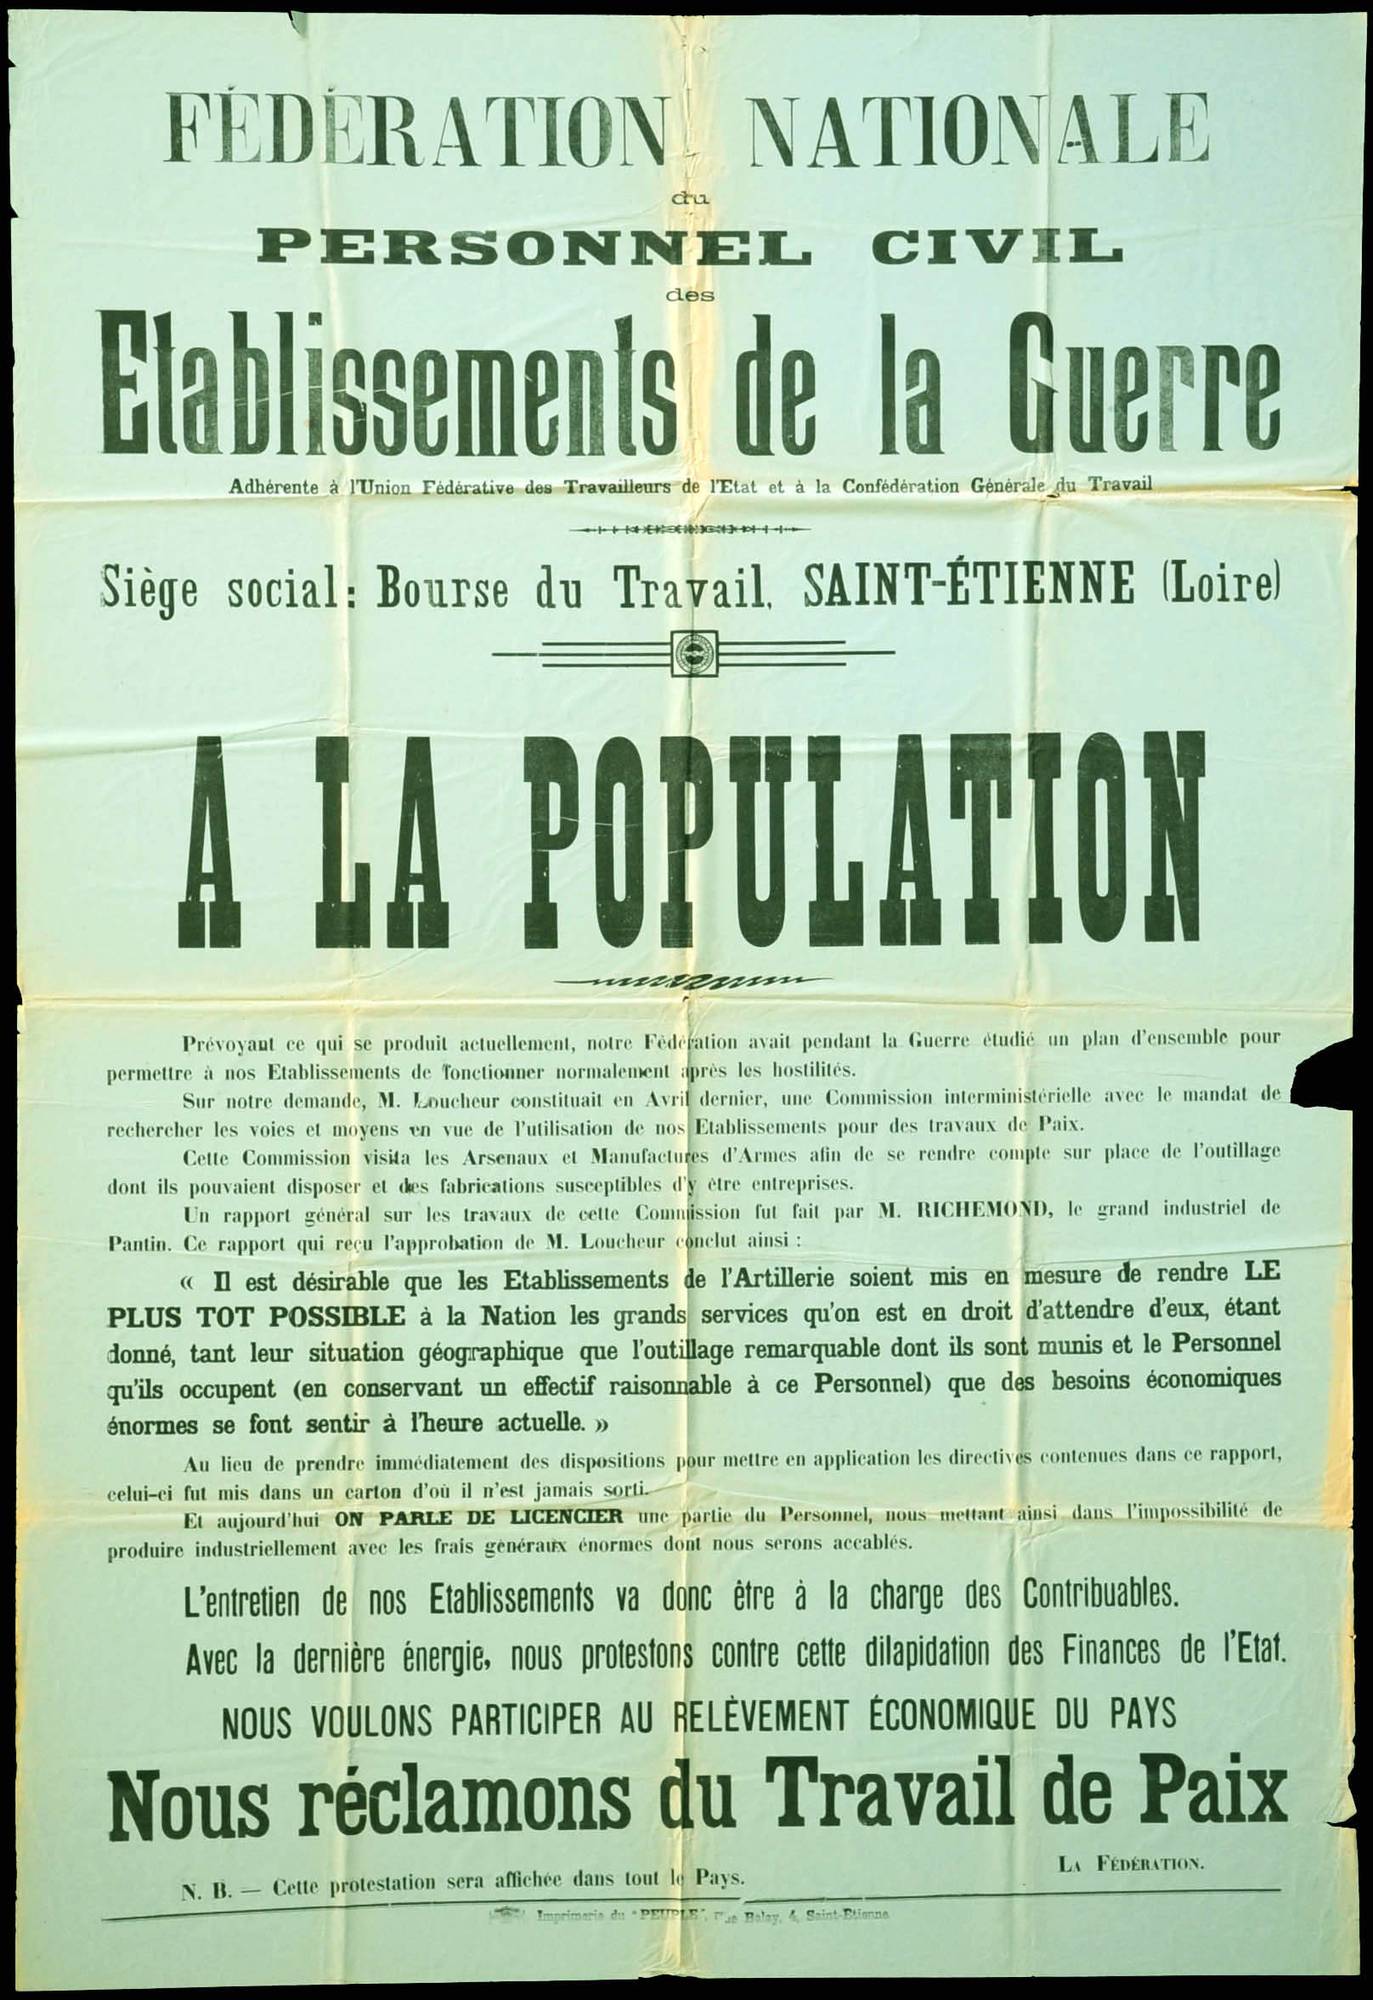 FÉDÉRATION NATIONALE
du
PERSONNEL CIVIL
des
Etablissements de la Guerre
Adhérente à l'Union Fédérative des Travailleurs de l'Etat et à la Confédération Générale du Travail
Siège social : Bourse du Travail, SAINT-ÉTIENNE (Loire)
A LA POPULATION
Prévoyant ce qui se produit actuellement, notre Fédération avait pendant la Guerre étudié un plan d'ensemble pour
permettre à nos Etablissements de fonctionner normalement après les hostilités.
Sur notre demande, M. Loucheur constituait en Avril dernier, une Commission interministérielle avec le mandat de
rechercher les voies et moyens en vue de l'utilisation de nos Etablissements pour des travaux de Paix.
Cette Commission visita les Arsenaux et Manufactures d'Armes afin de se rendre compte sur place de l'outillage
dont ils pouvaient disposer et des fabrications susceptibles d'y être entreprises.
Un rapport général sur les travaux de cette Commission fut fait par M. RICHEMOND, le grand industriel de
Pantin. Ce rapport qui reçu l'approbation de M. Loucheur conclut ainsi :
« Il est désirable que les Etablissements de l'Artillerie soient mis en mesure de rendre LE
PLUS TOT POSSIBLE à la Nation les grands services qu'on est en droit d'attendre d'eux, étant
donné, tant leur situation géographique que l'outillage remarquable dont ils sont munis et le Personnel
qu'ils occupent (en conservant un effectif raisonnable à ce Personnel) que des besoins économiques
énormes se font sentir à l'heure actuelle. »
Au lieu de prendre immédiatement des dispositions pour mettre en application les directives contenues dans ce rapport,
celui-ci fut mis dans un carton d'où il n'est jamais sorti.
Et aujourd'hui ON PARLE DE LICENCIER une partie du Personnel, nous mettant ainsi dans l'impossibilité de
produire industriellement avec les frais généraux énormes dont nous serons accablés.
L'entretien de nos Etablissements va donc être à la charge des Contribuables.
Avec la dernière énergie, nous protestons contre cette dilapidation des Finances de l'Etat.
NOUS VOULONS PARTICIPER AU RELÈVEMENT ÉCONOMIQUE DU PAYS
Nous réclamons du Travail de Paix
LA FÉDÉRATION.
N. B. — Cette protestation sera affichée dans tout le Pays.
Imprimerie du "PEUPLE", Rue Balay, 4, Saint-Etienne